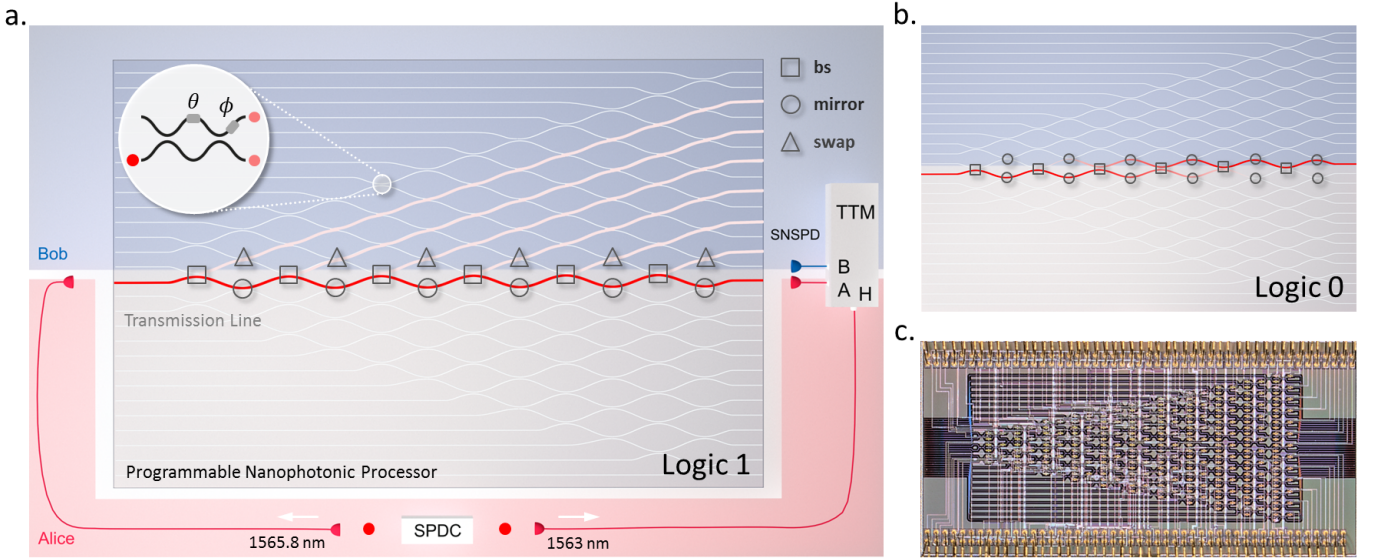 a.
θ
ϕ
bs
mirror
swap
TTM
SNSPD
B
A
H
Bob
Transmission Line
Programmable Nanophotonic Processor
Logic 1
Alice
1565.8 nm
SPDC
1563 nm
b.
Logic 0
c.